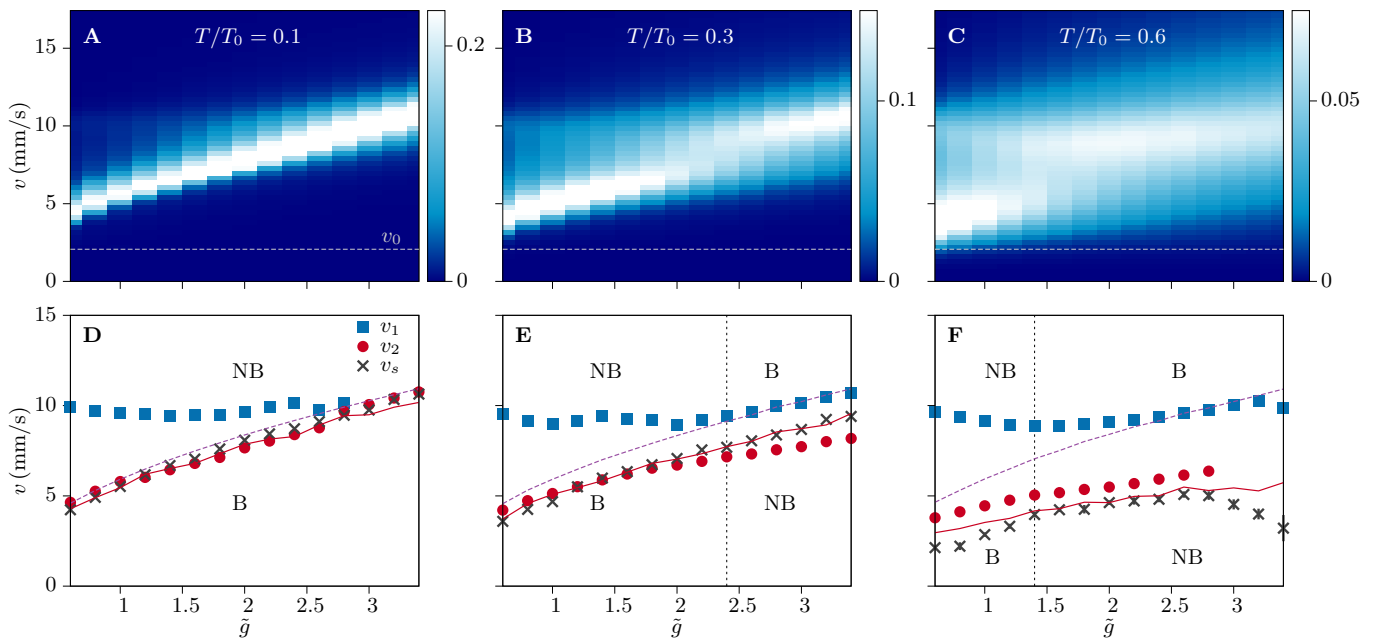 A
T/T₀ = 0.1
B
T/T₀ = 0.3
C
T/T₀ = 0.6
v (mm/s)
15
10
5
0
v₀
0.2
0
0.1
0
0.05
0
D
NB
B
v₁
v₂
vₛ
E
NB
B
B
NB
F
NB
B
B
NB
v (mm/s)
15
10
5
0
1 1.5 2 2.5 3
g̃
1 1.5 2 2.5 3
g̃
1 1.5 2 2.5 3
g̃